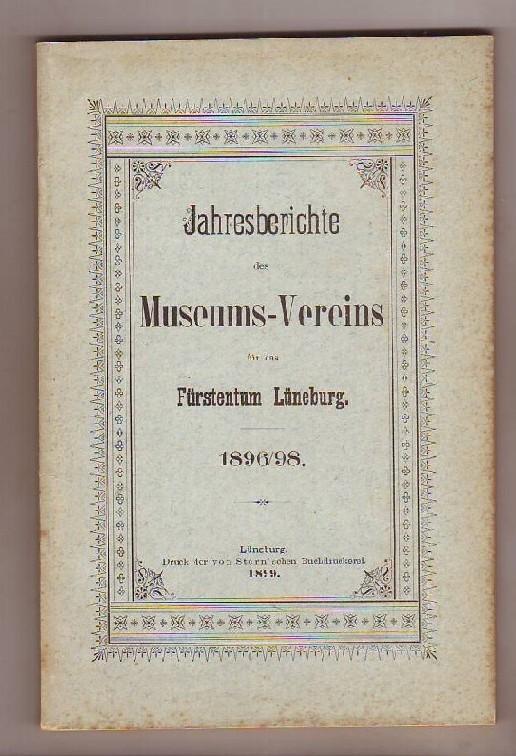 Jahresberichte
des
Museums-Vereins
für das
Fürstentum Lüneburg.
1896/98.
Lüneburg.
Druck der von Stern'schen Buchdruckerei
1899.